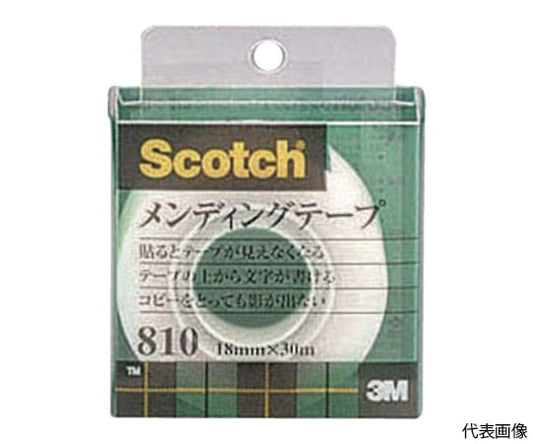 Scotch®
メンディングテープ
貼るとテープが見えなくなる
テープの上から文字が書ける
コピーをとっても影が出ない
810 18mm×30m
™ 3M
代表画像